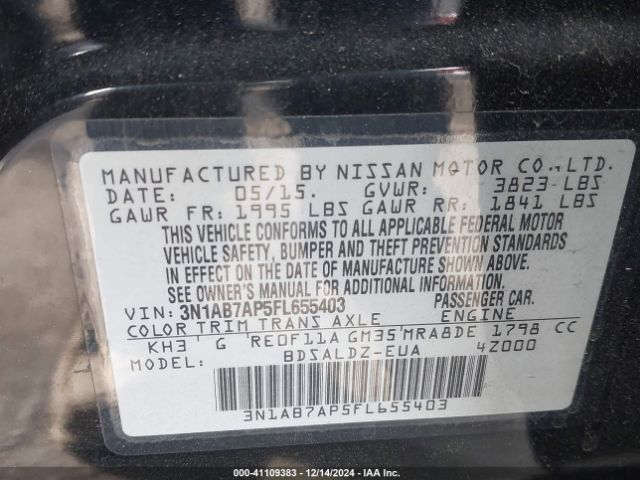 MANUFACTURED BY NISSAN MOTOR CO., LTD.
DATE: 05/15. GVWR: 3823 LBS
GAWR FR: 1995 LBS GAWR RR: 1841 LBS
THIS VEHICLE CONFORMS TO ALL APPLICABLE FEDERAL MOTOR
VEHICLE SAFETY, BUMPER AND THEFT PREVENTION STANDARDS
IN EFFECT ON THE DATE OF MANUFACTURE SHOWN ABOVE.
SEE OWNER'S MANUAL FOR ADDITIONAL INFORMATION
VIN: 3N1AB7AP5FL655403 PASSENGER CAR.
COLOR TRIM TRANS AXLE ENGINE
KH3 G RE0F11A GM35 MRA8DE 1798 CC
MODEL: BDSALDZ-EUA 4Z000
3N1AB7AP5FL655403
000-41109383 | 12/14/2024 | IAAI.COM